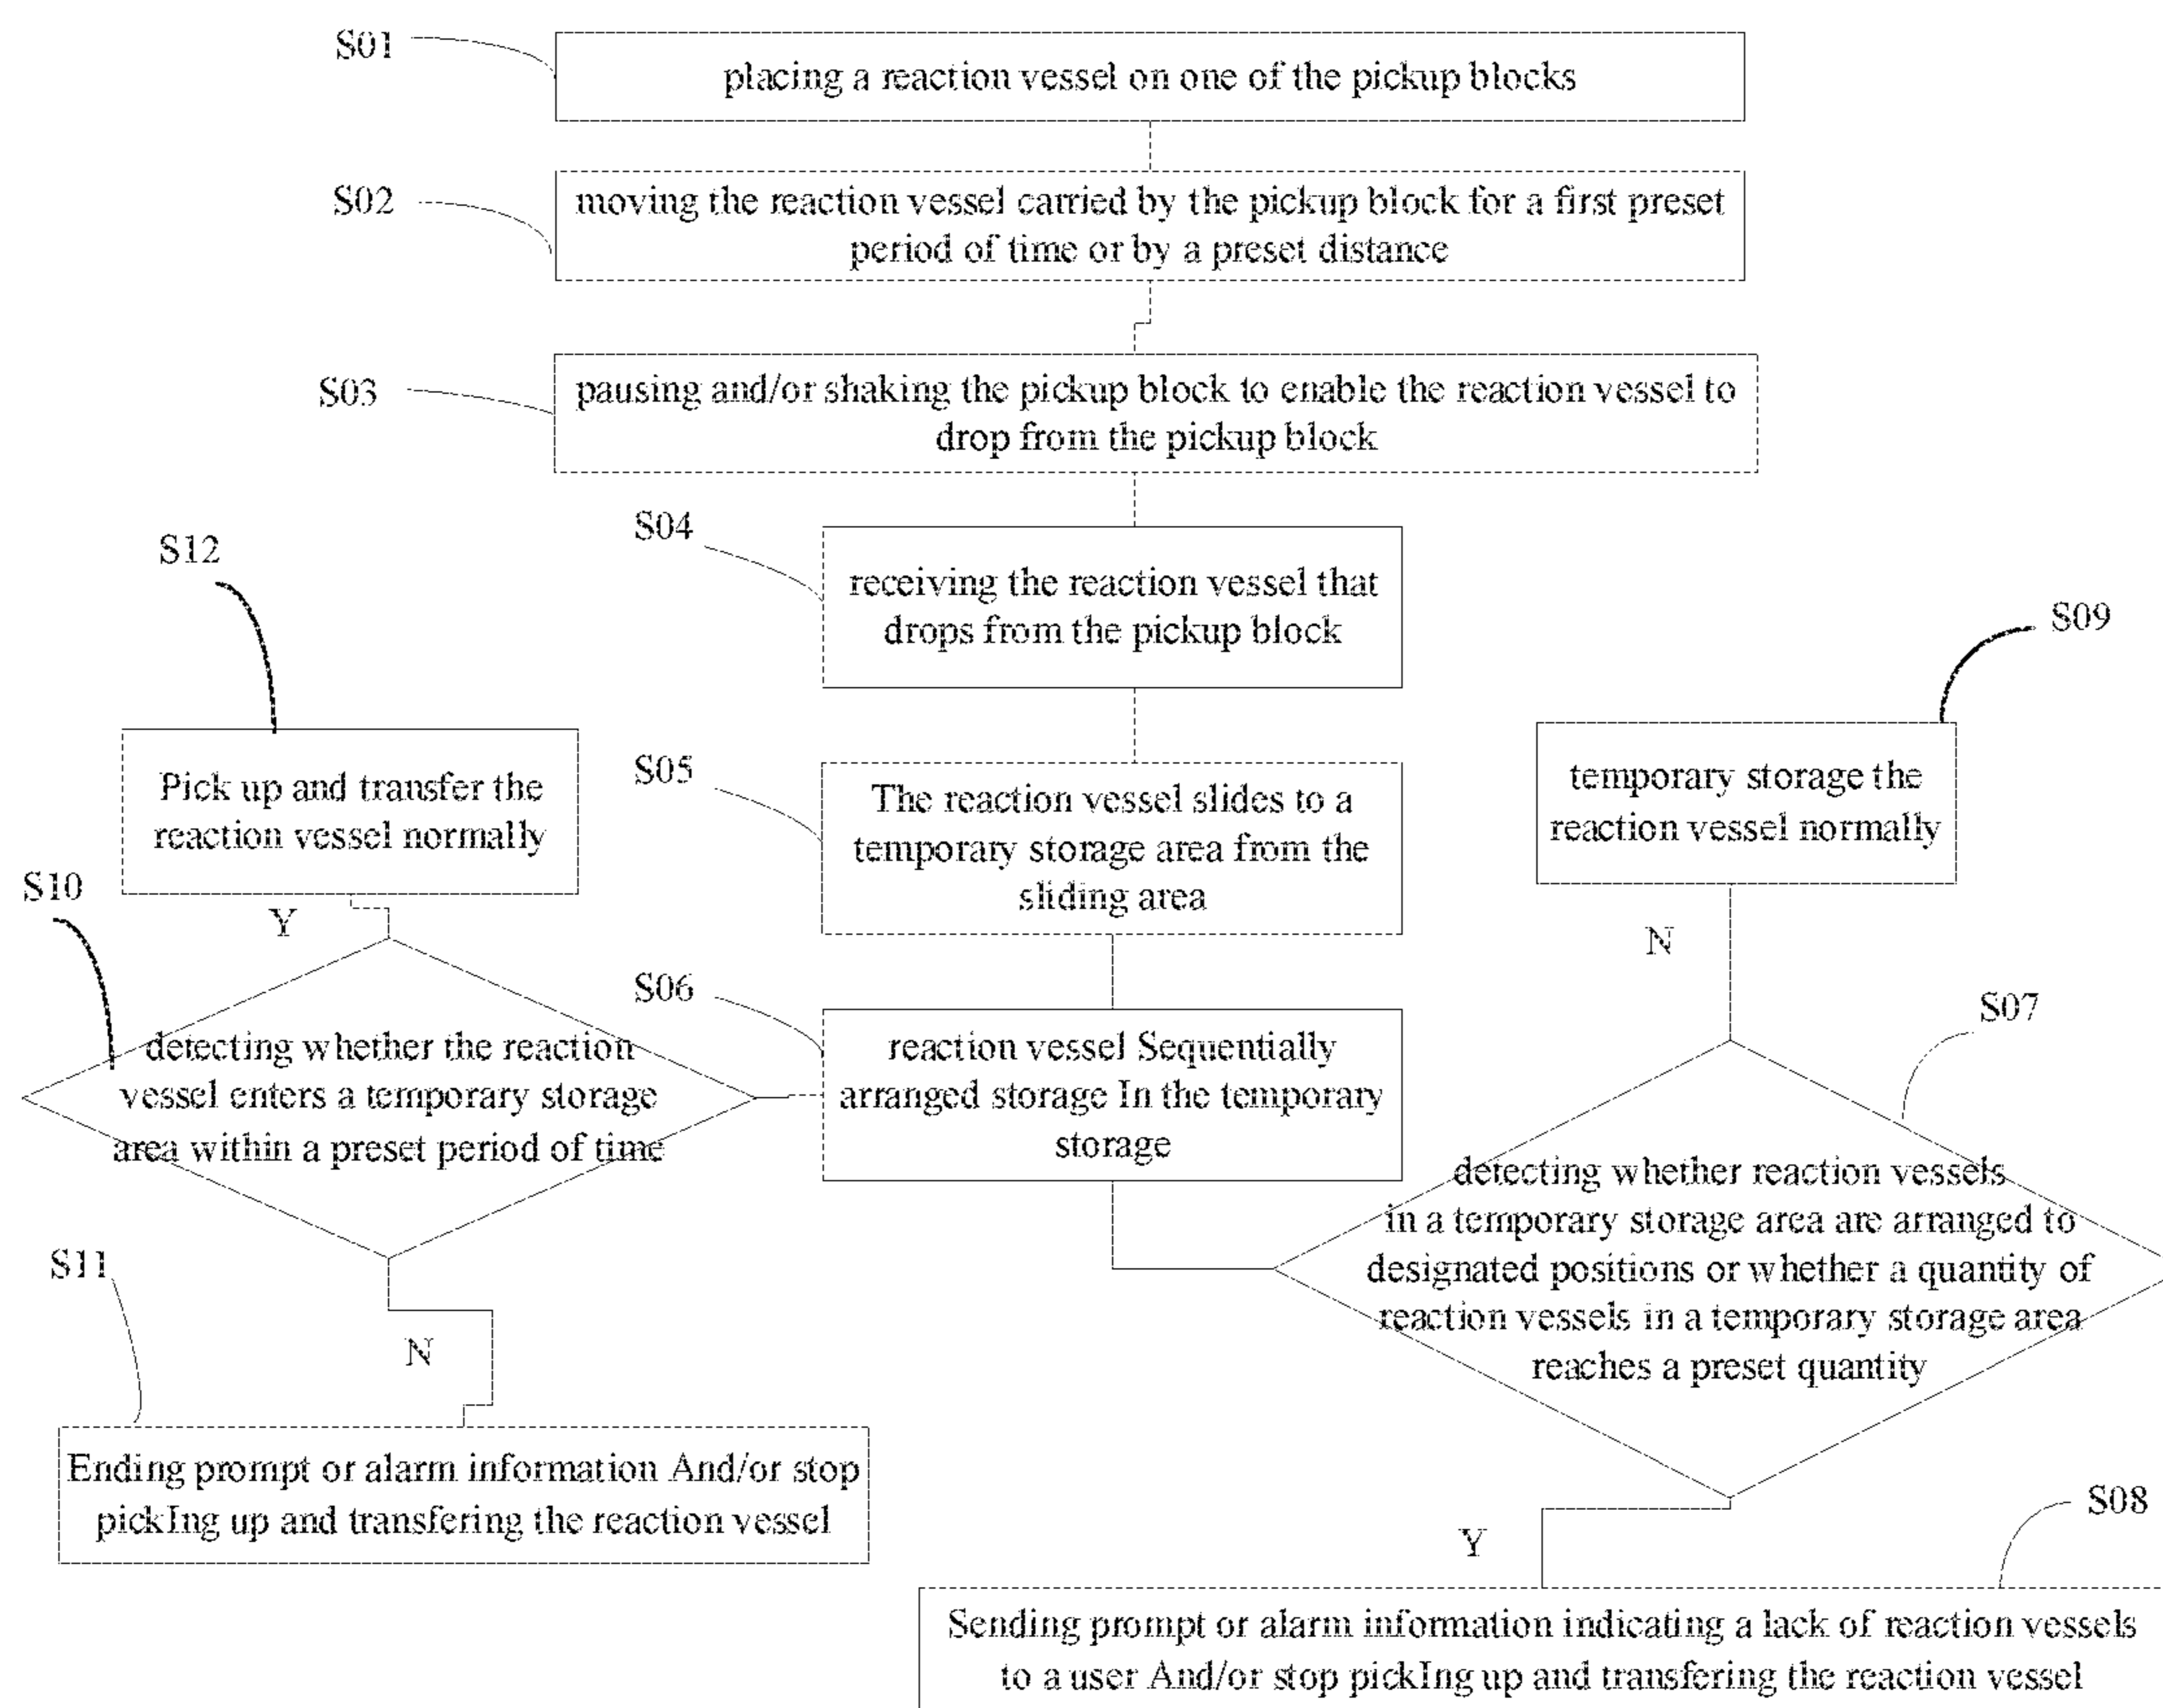 S01
placing a reaction vessel on one of the pickup blocks
S02
moving the reaction vessel carried by the pickup block for a first preset
period of time or by a preset distance
S03
pausing and/or shaking the pickup block to enable the reaction vessel to
drop from the pickup block
S04
receiving the reaction vessel that
drops from the pickup block
S12
Pick up and transfer the
reaction vessel normally
S05
The reaction vessel slides to a
temporary storage area from the
sliding area
S09
temporary storage the
reaction vessel normally
S10
Y
detecting whether the reaction
vessel enters a temporary storage
area within a preset period of time
S06
reaction vessel Sequentially
arranged storage In the temporary
storage
N
S07
detecting whether reaction vessels
in a temporary storage area are arranged to
designated positions or whether a quantity of
reaction vessels in a temporary storage area
reaches a preset quantity
S11
N
Ending prompt or alarm information And/or stop
pickIng up and transfering the reaction vessel
Y
S08
Sending prompt or alarm information indicating a lack of reaction vessels
to a user And/or stop pickIng up and transfering the reaction vessel